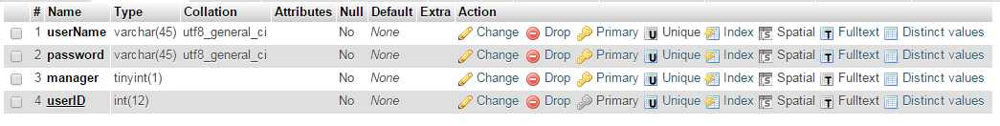 # Name Type Collation Attributes Null Default Extra Action
1 userName varchar(45) utf8_general_ci No None Change Drop Primary Unique Index Spatial Fulltext Distinct values
2 password varchar(45) utf8_general_ci No None Change Drop Primary Unique Index Spatial Fulltext Distinct values
3 manager tinyint(1) No None Change Drop Primary Unique Index Spatial Fulltext Distinct values
4 userID int(12) No None Change Drop Primary Unique Index Spatial Fulltext Distinct values